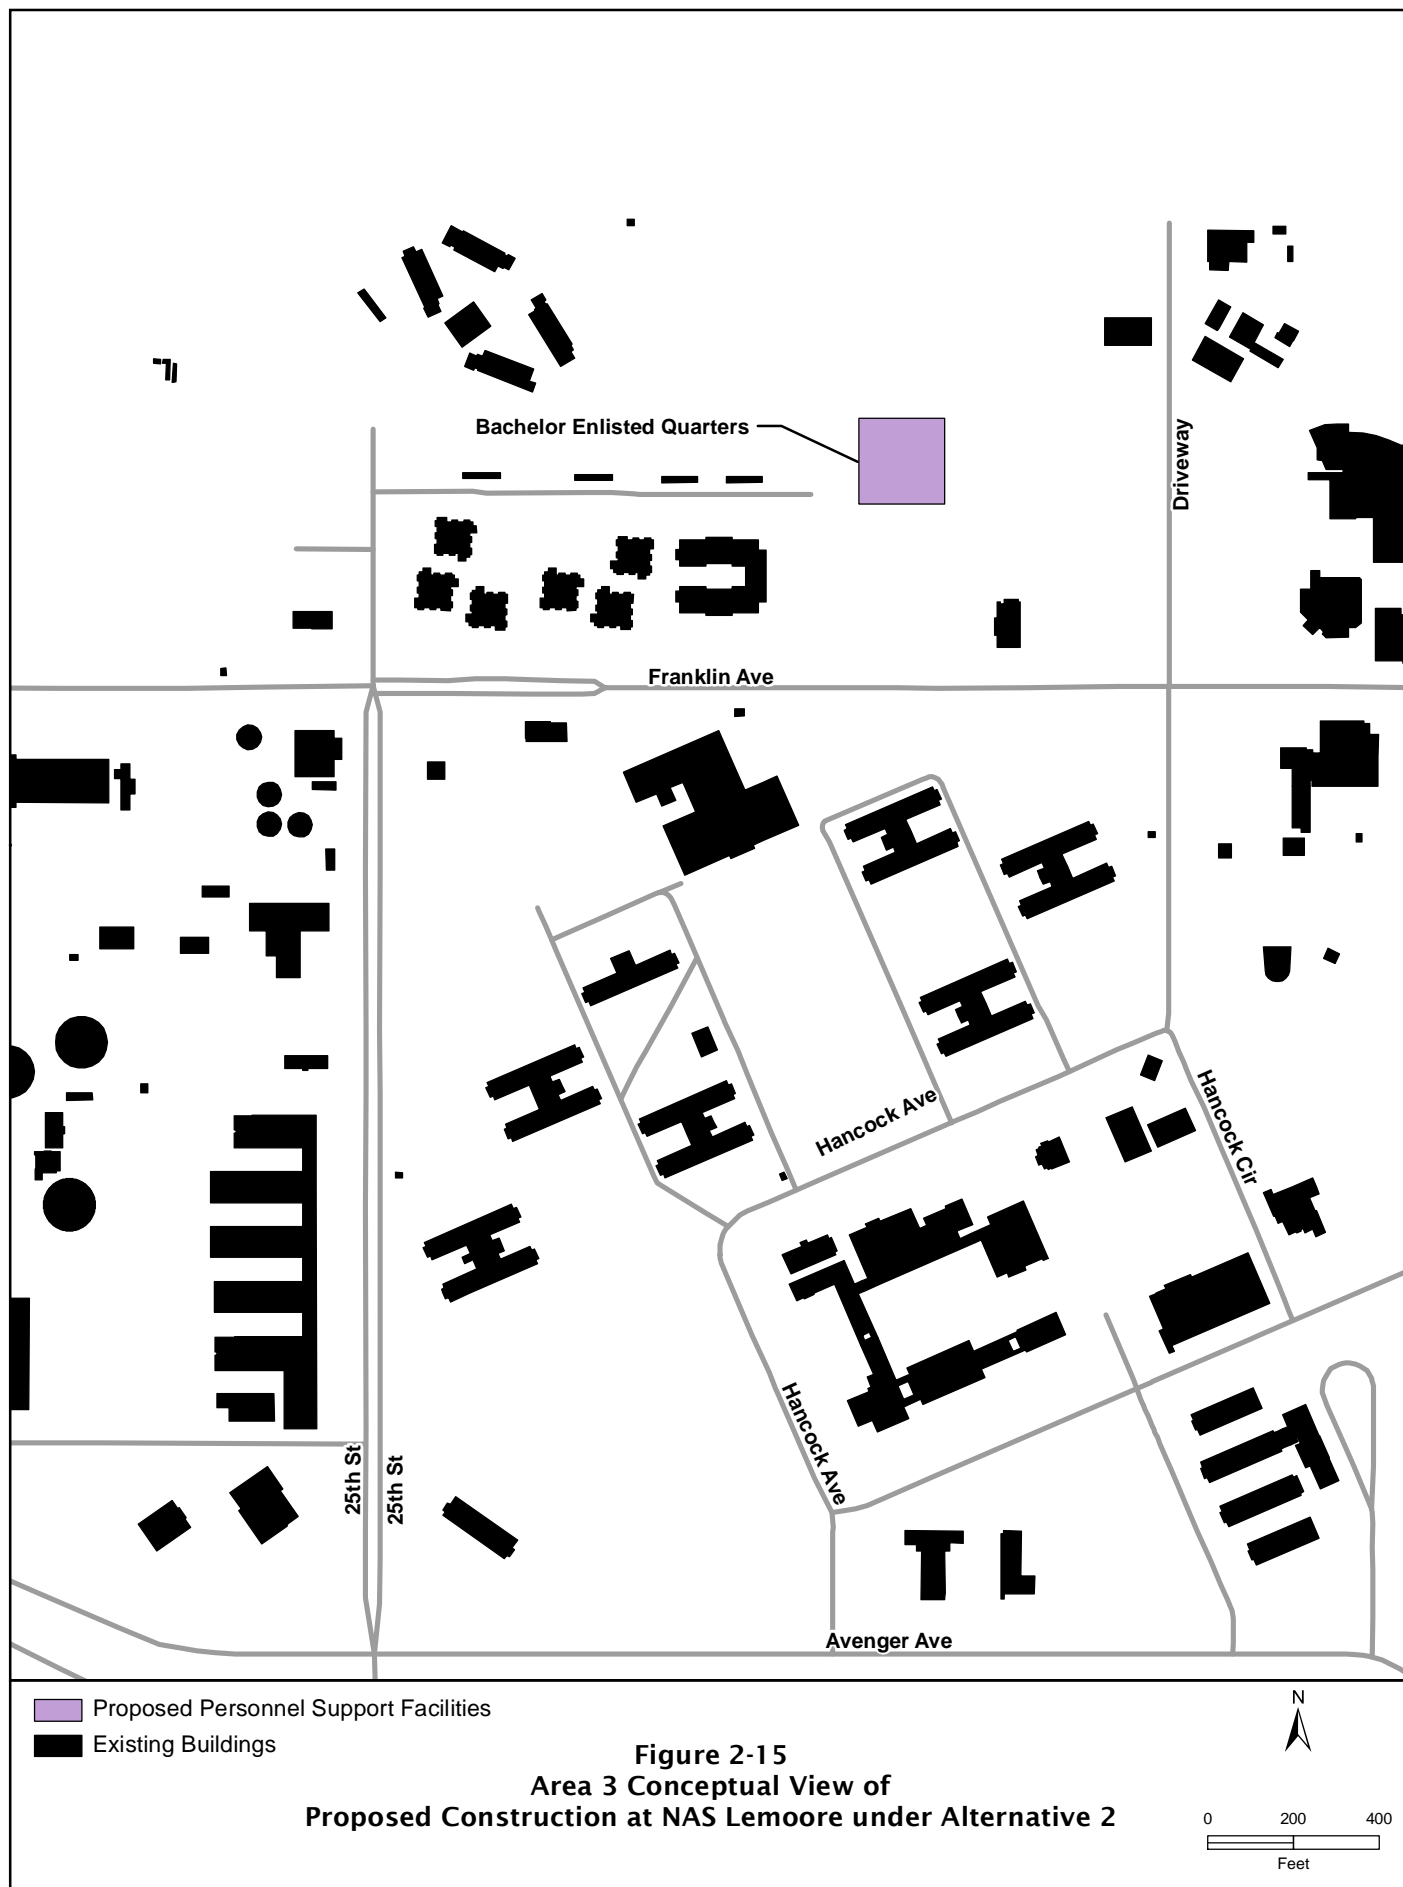 Bachelor Enlisted Quarters
Driveway
Franklin Ave
Hancock Ave
Hancock Cir
Hancock Ave
25th St
25th St
Avenger Ave
Proposed Personnel Support Facilities
Existing Buildings
N
Figure 2-15
Area 3 Conceptual View of
Proposed Construction at NAS Lemoore under Alternative 2
0 200 400
Feet